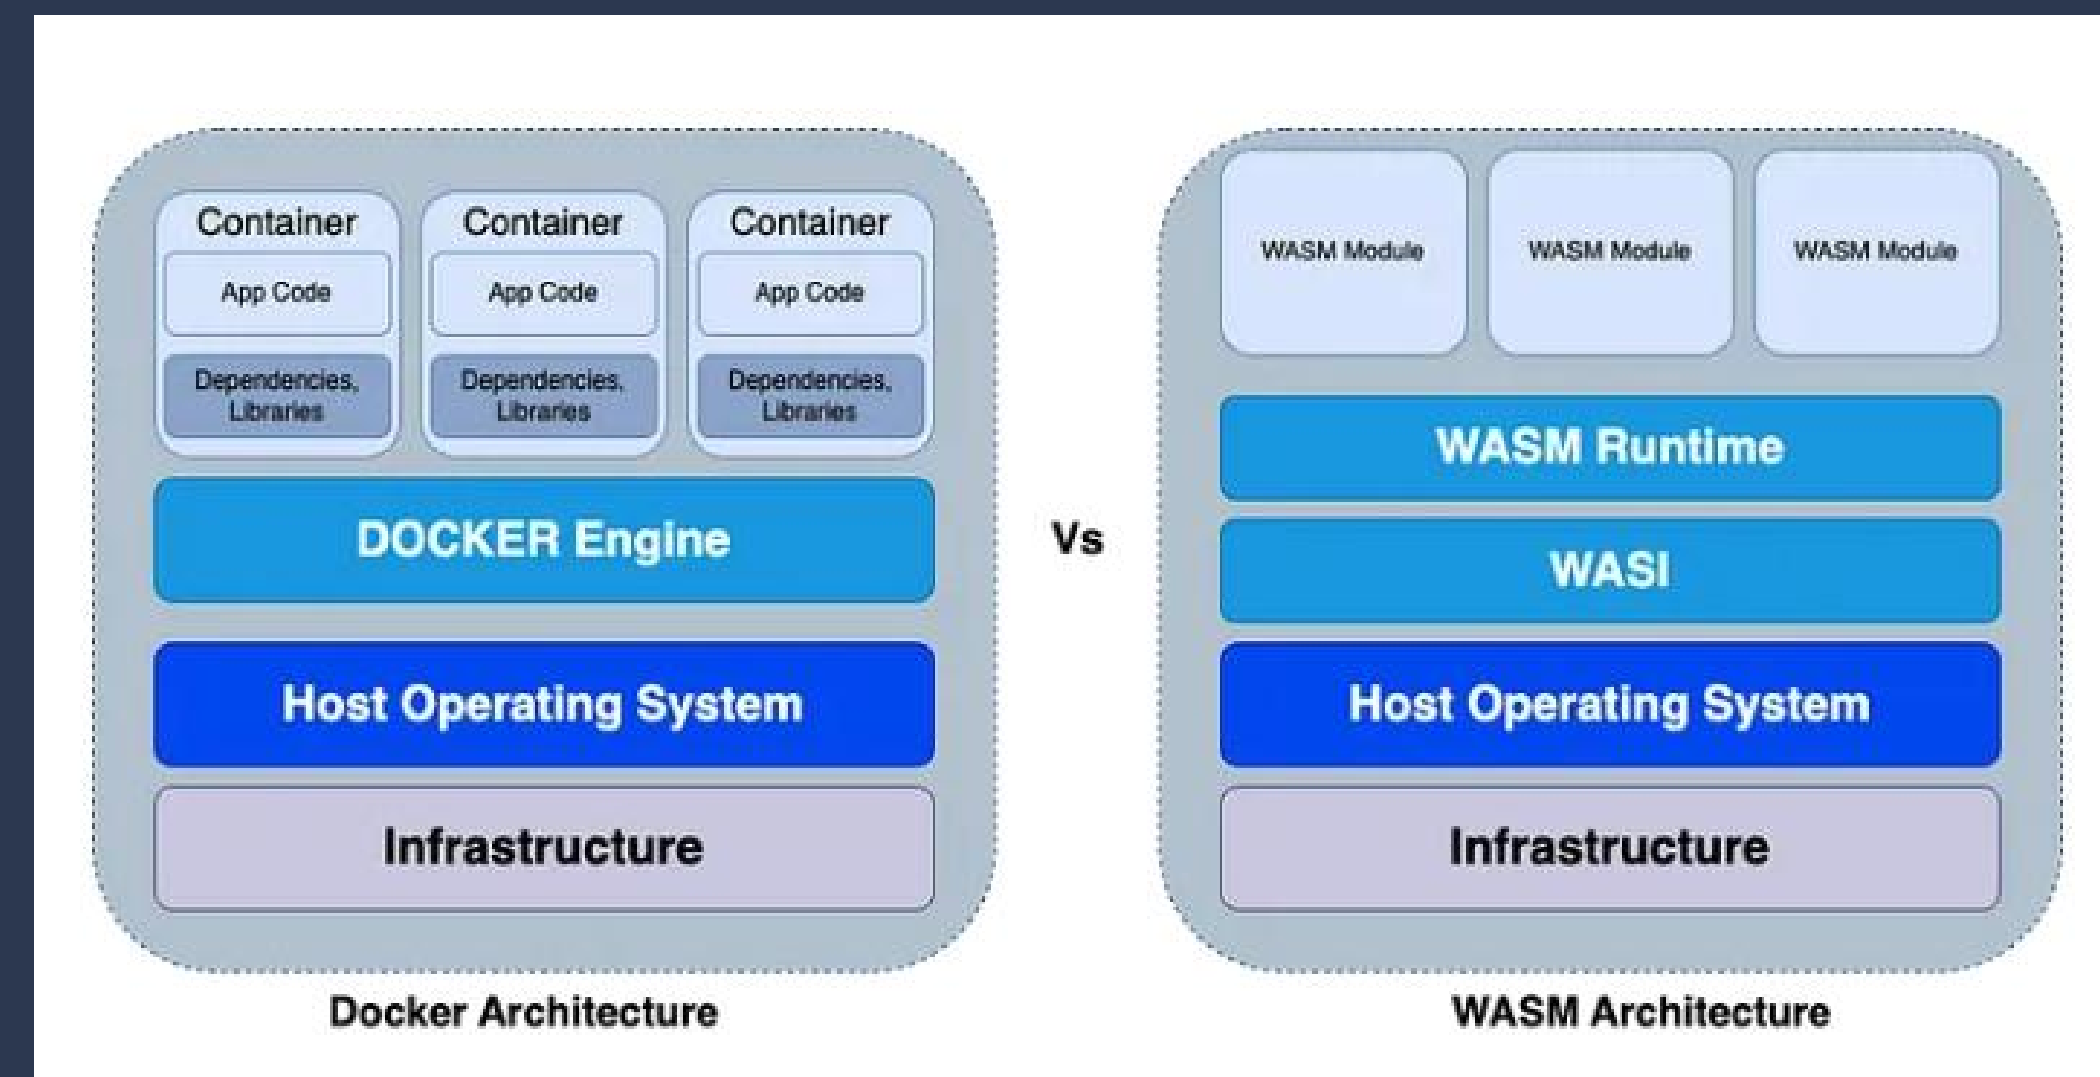 Container
App Code
Dependencies,
Libraries
Container
App Code
Dependencies,
Libraries
Container
App Code
Dependencies,
Libraries
DOCKER Engine
Host Operating System
Infrastructure
Docker Architecture
Vs
WASM Module
WASM Module
WASM Module
WASM Runtime
WASI
Host Operating System
Infrastructure
WASM Architecture